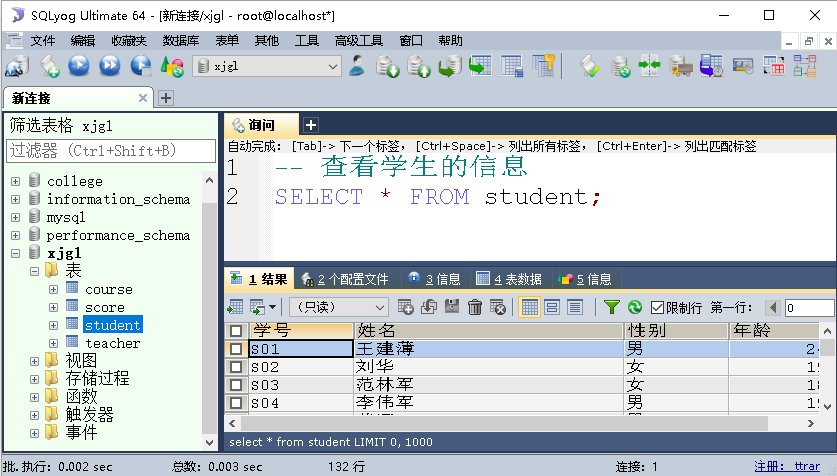 SQLyog Ultimate 64 - [新连接/xjgl - root@localhost*]
文件 编辑 收藏夹 数据库 表单 其他 工具 高级工具 窗口 帮助
xjgl
新连接
筛选表格 xjgl
过滤器 (Ctrl+Shift+B)
college
information_schema
mysql
performance_schema
xjgl
表
course
score
student
teacher
视图
存储过程
函数
触发器
事件
询问
自动完成: [Tab]-> 下一个标签, [Ctrl+Space]-> 列出所有标签, [Ctrl+Enter]-> 列出匹配标签
1 -- 查看学生的信息
2 SELECT * FROM student;
1 结果 2 个配置文件 3 信息 4 表数据 5 信息
(只读) 限制行 第一行: 0
学号 姓名 性别 年龄
S01 王建薄 男
S02 刘华 女
S03 范林军 女
S04 李伟军 男
select * from student LIMIT 0, 1000
批.执行: 0.002 sec 总数: 0.003 sec 132 行 连接: 1 注册: ttrar